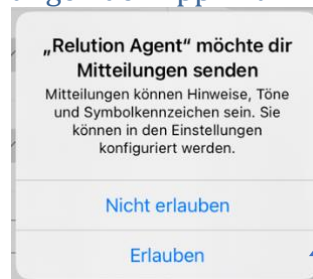 „Relution Agent“ möchte dir
Mitteilungen senden
Mitteilungen können Hinweise, Töne
und Symbolkennzeichen sein. Sie
können in den Einstellungen
konfiguriert werden.
Nicht erlauben
Erlauben